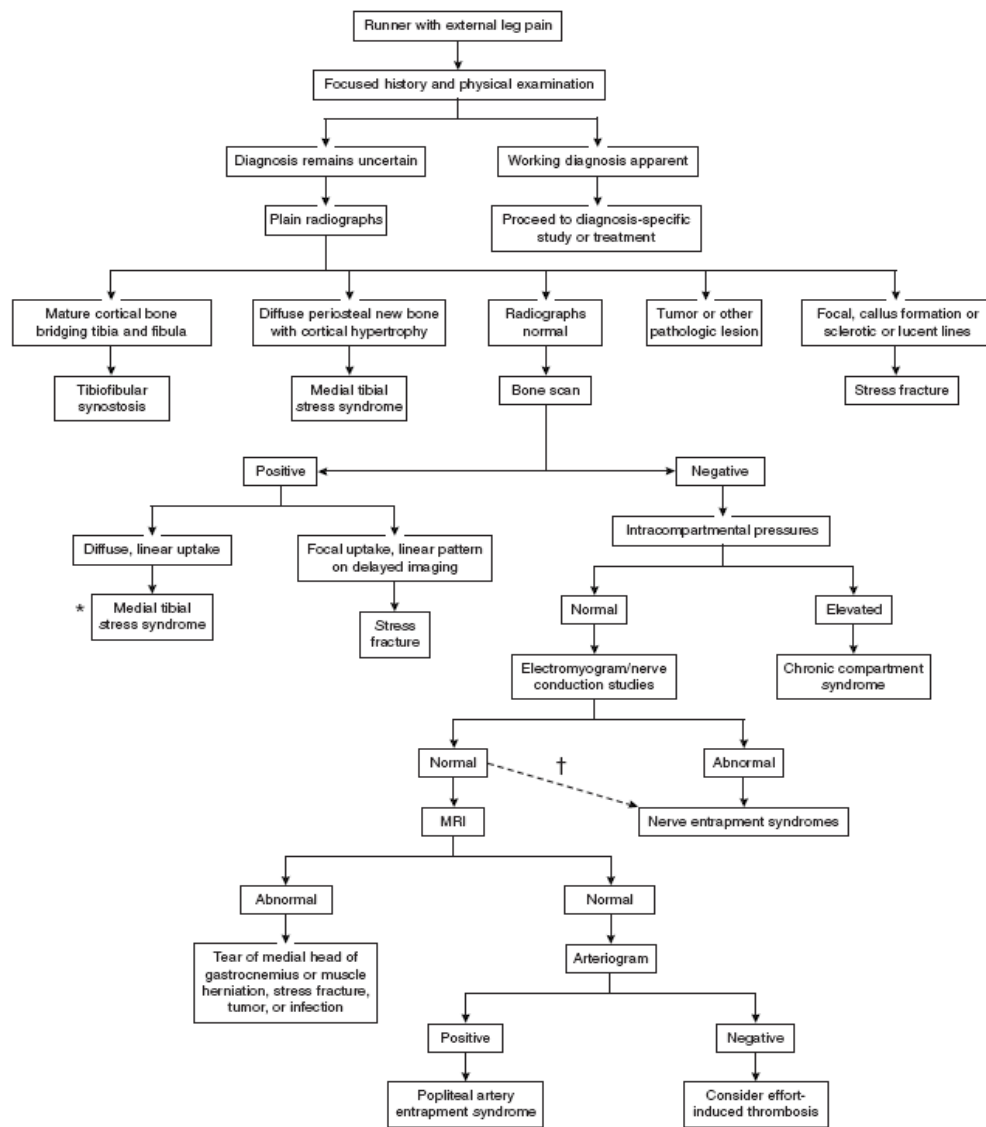 Runner with external leg pain
Focused history and physical examination
Diagnosis remains uncertain
Working diagnosis apparent
Plain radiographs
Proceed to diagnosis-specific
study or treatment
Mature cortical bone
bridging tibia and fibula
Diffuse periosteal new bone
with cortical hypertrophy
Radiographs
normal
Tumor or other
pathologic lesion
Focal, callus formation or
sclerotic or lucent lines
Tibiofibular
synostosis
Medial tibial
stress syndrome
Bone scan
Stress fracture
Positive
Negative
Intracompartmental pressures
Diffuse, linear uptake
Focal uptake, linear pattern
on delayed imaging
* Medial tibial
stress syndrome
Stress
fracture
Normal
Elevated
Electromyogram/nerve
conduction studies
Chronic compartment
syndrome
Normal
†
Abnormal
MRI
Nerve entrapment syndromes
Abnormal
Normal
Tear of medial head of
gastrocnemius or muscle
herniation, stress fracture,
tumor, or infection
Arteriogram
Positive
Negative
Popliteal artery
entrapment syndrome
Consider effort-
induced thrombosis